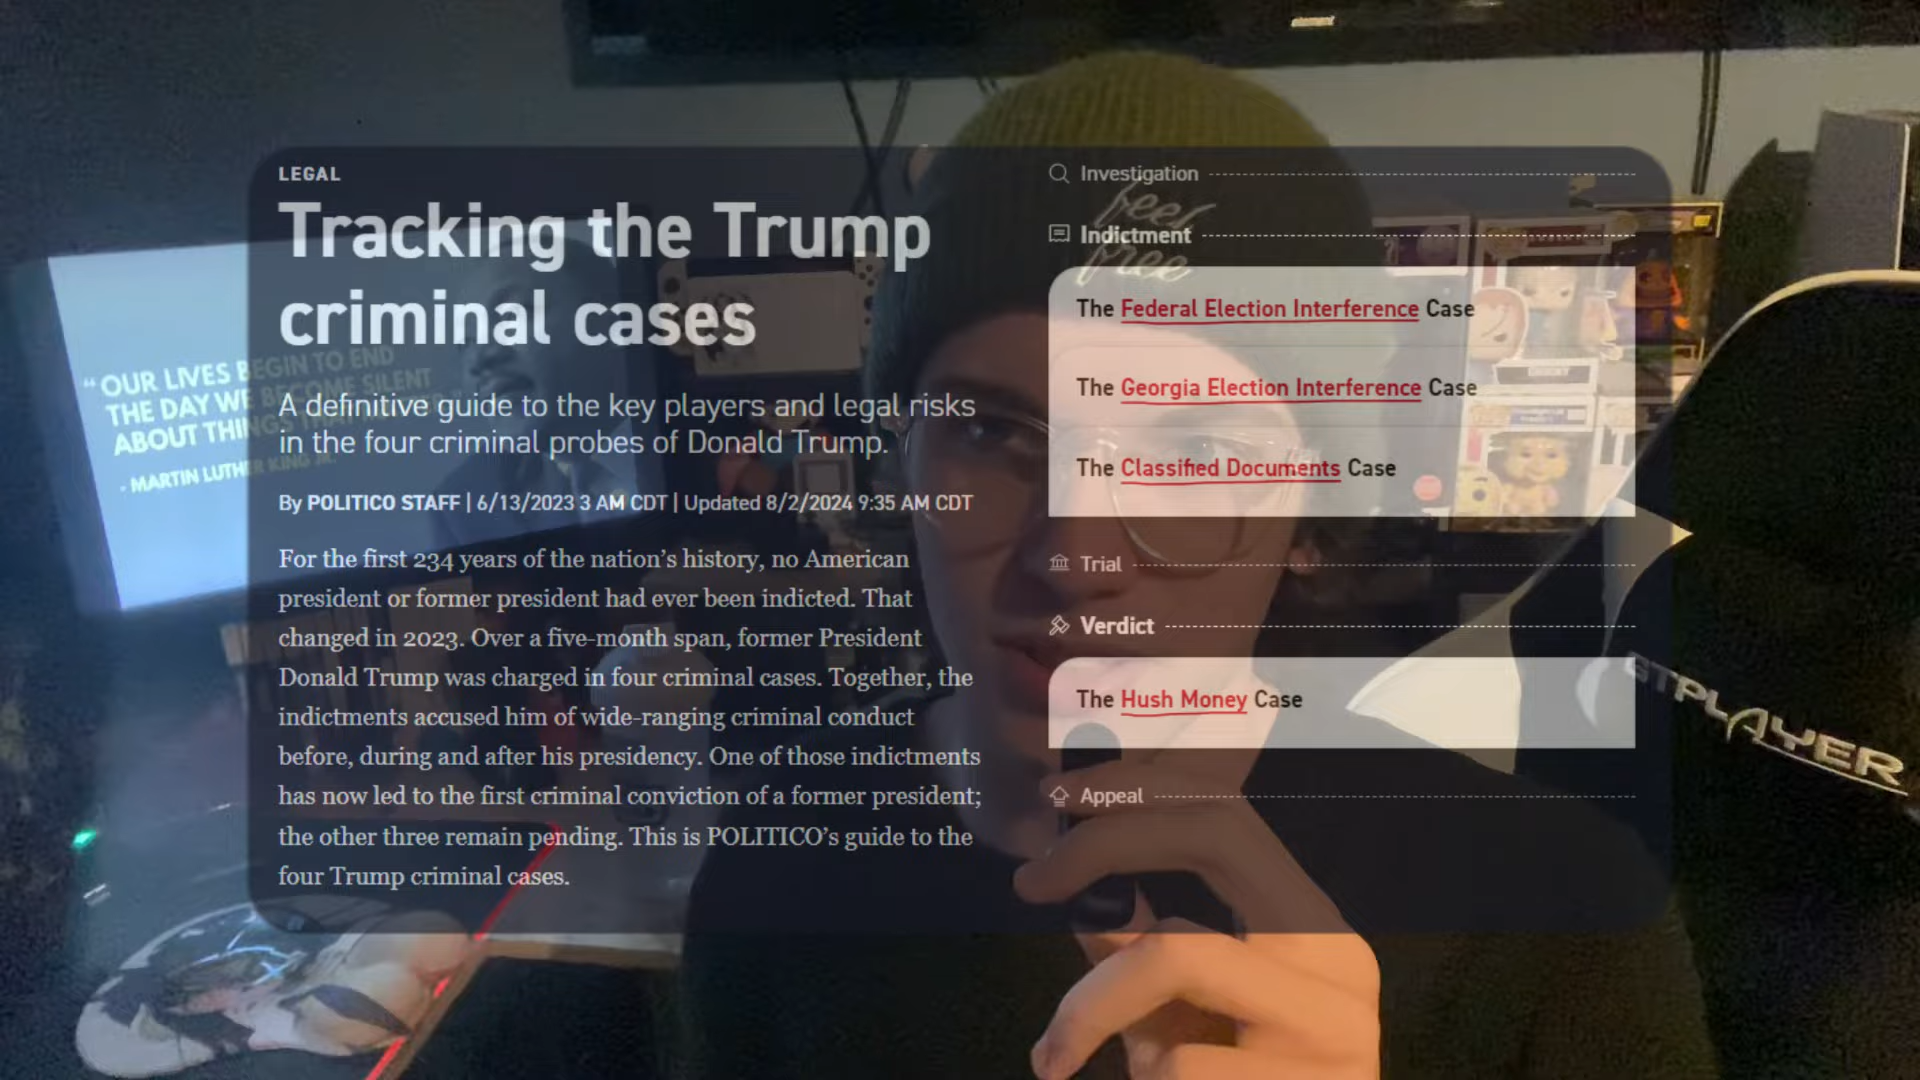 LEGAL
Tracking the Trump
criminal cases
A definitive guide to the key players and legal risks
in the four criminal probes of Donald Trump.
By POLITICO STAFF | 6/13/2023 3 AM CDT | Updated 8/2/2024 9:35 AM CDT
For the first 234 years of the nation’s history, no American
president or former president had ever been indicted. That
changed in 2023. Over a five-month span, former President
Donald Trump was charged in four criminal cases. Together, the
indictments accused him of wide-ranging criminal conduct
before, during and after his presidency. One of those indictments
has now led to the first criminal conviction of a former president;
the other three remain pending. This is POLITICO’s guide to the
four Trump criminal cases.
Investigation
Indictment
The Federal Election Interference Case
The Georgia Election Interference Case
The Classified Documents Case
Trial
Verdict
The Hush Money Case
Appeal
“OUR LIVES BEGIN TO END
THE DAY WE BECOME SILENT
ABOUT THINGS THAT
- MARTIN LUTHER KING JR.
feel
free
GTPLAYER